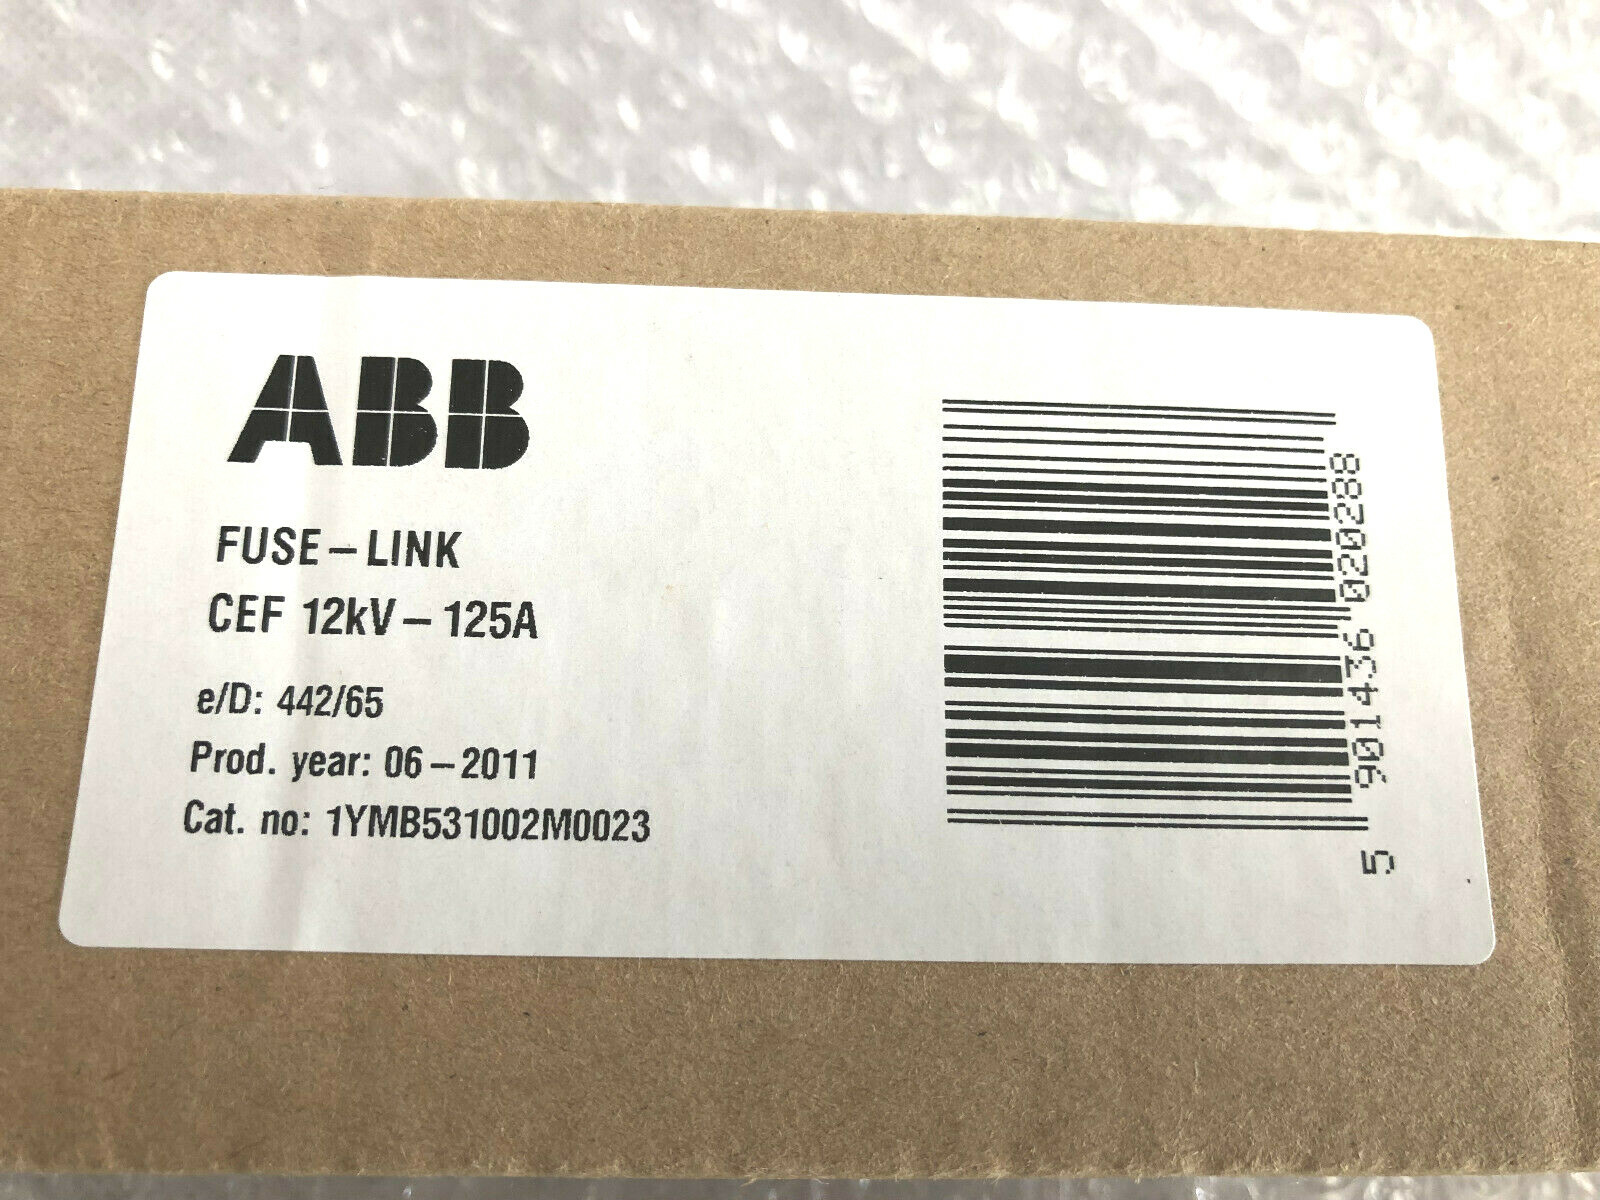 ABB
FUSE-LINK
CEF 12kV-125A
e/D: 442/65
Prod. year: 06-2011
Cat. no: 1YMB531002M0023
5 901436 020288